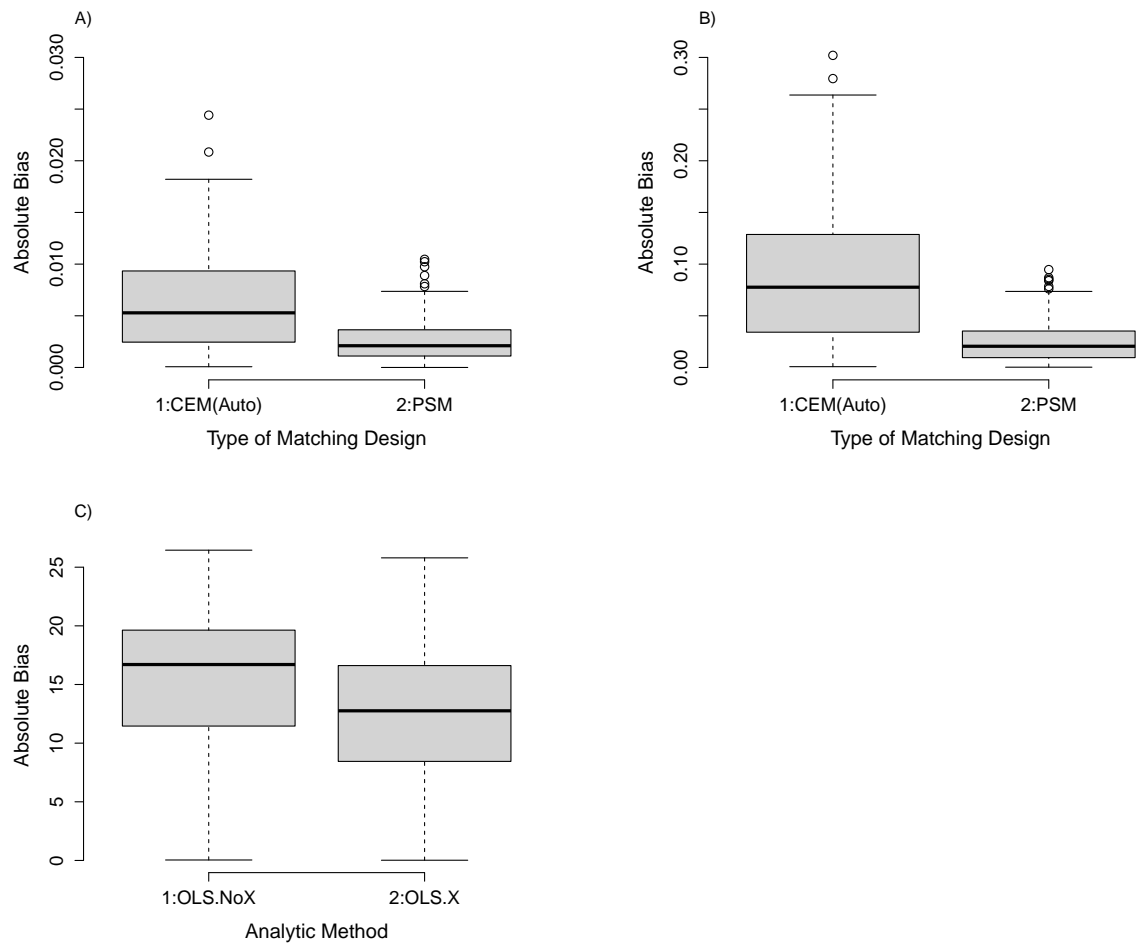 A)
0.030
0.020
0.010
0.000
Absolute Bias
1:CEM(Auto) 2:PSM
Type of Matching Design
B)
0.30
0.20
0.10
0.00
Absolute Bias
1:CEM(Auto) 2:PSM
Type of Matching Design
C)
25
20
15
10
5
0
Absolute Bias
1:OLS.NoX 2:OLS.X
Analytic Method